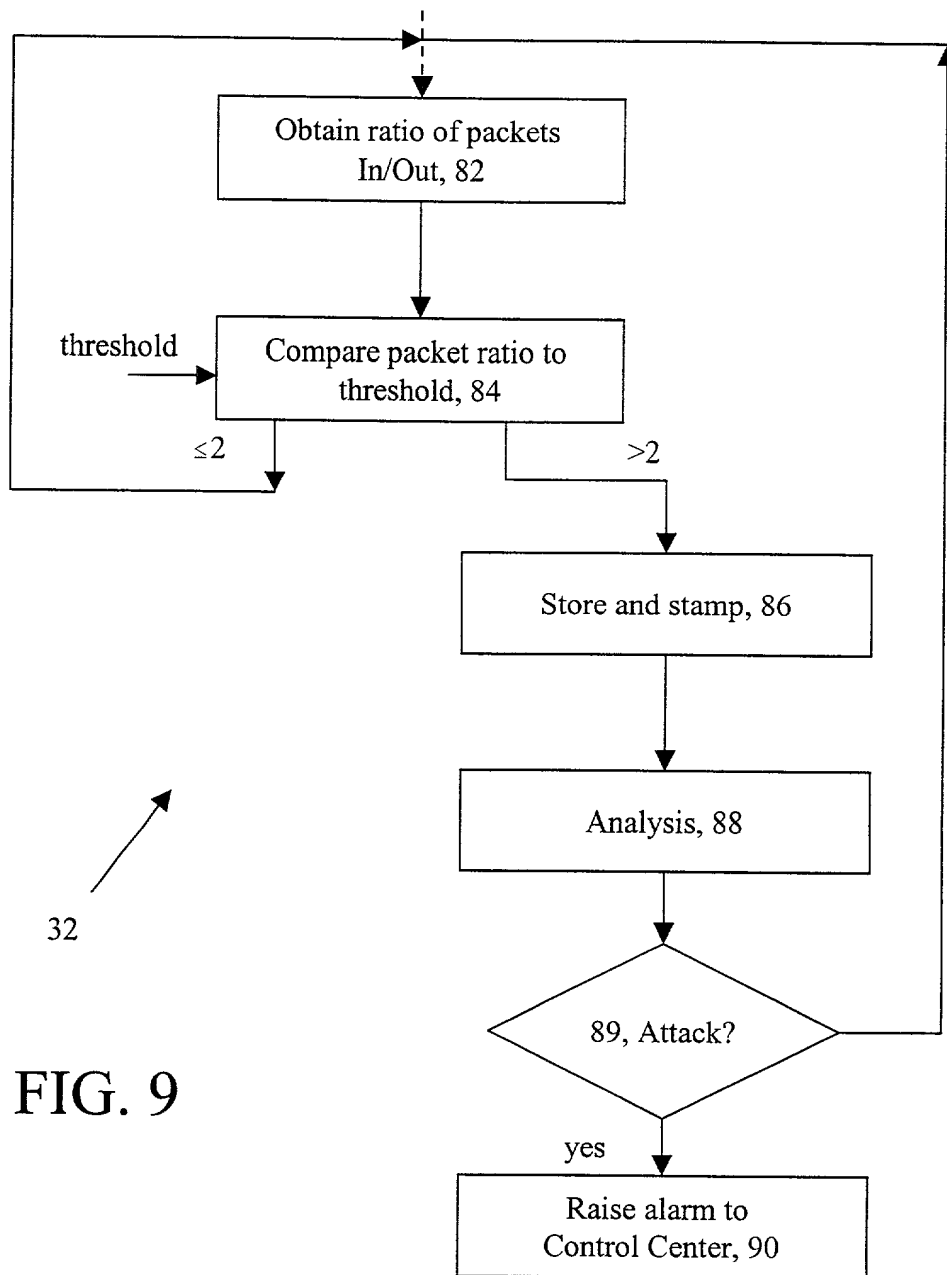 Obtain ratio of packets
In/Out, 82
threshold
Compare packet ratio to
threshold, 84
≤2
>2
Store and stamp, 86
Analysis, 88
32
89, Attack?
FIG. 9
yes
Raise alarm to
Control Center, 90